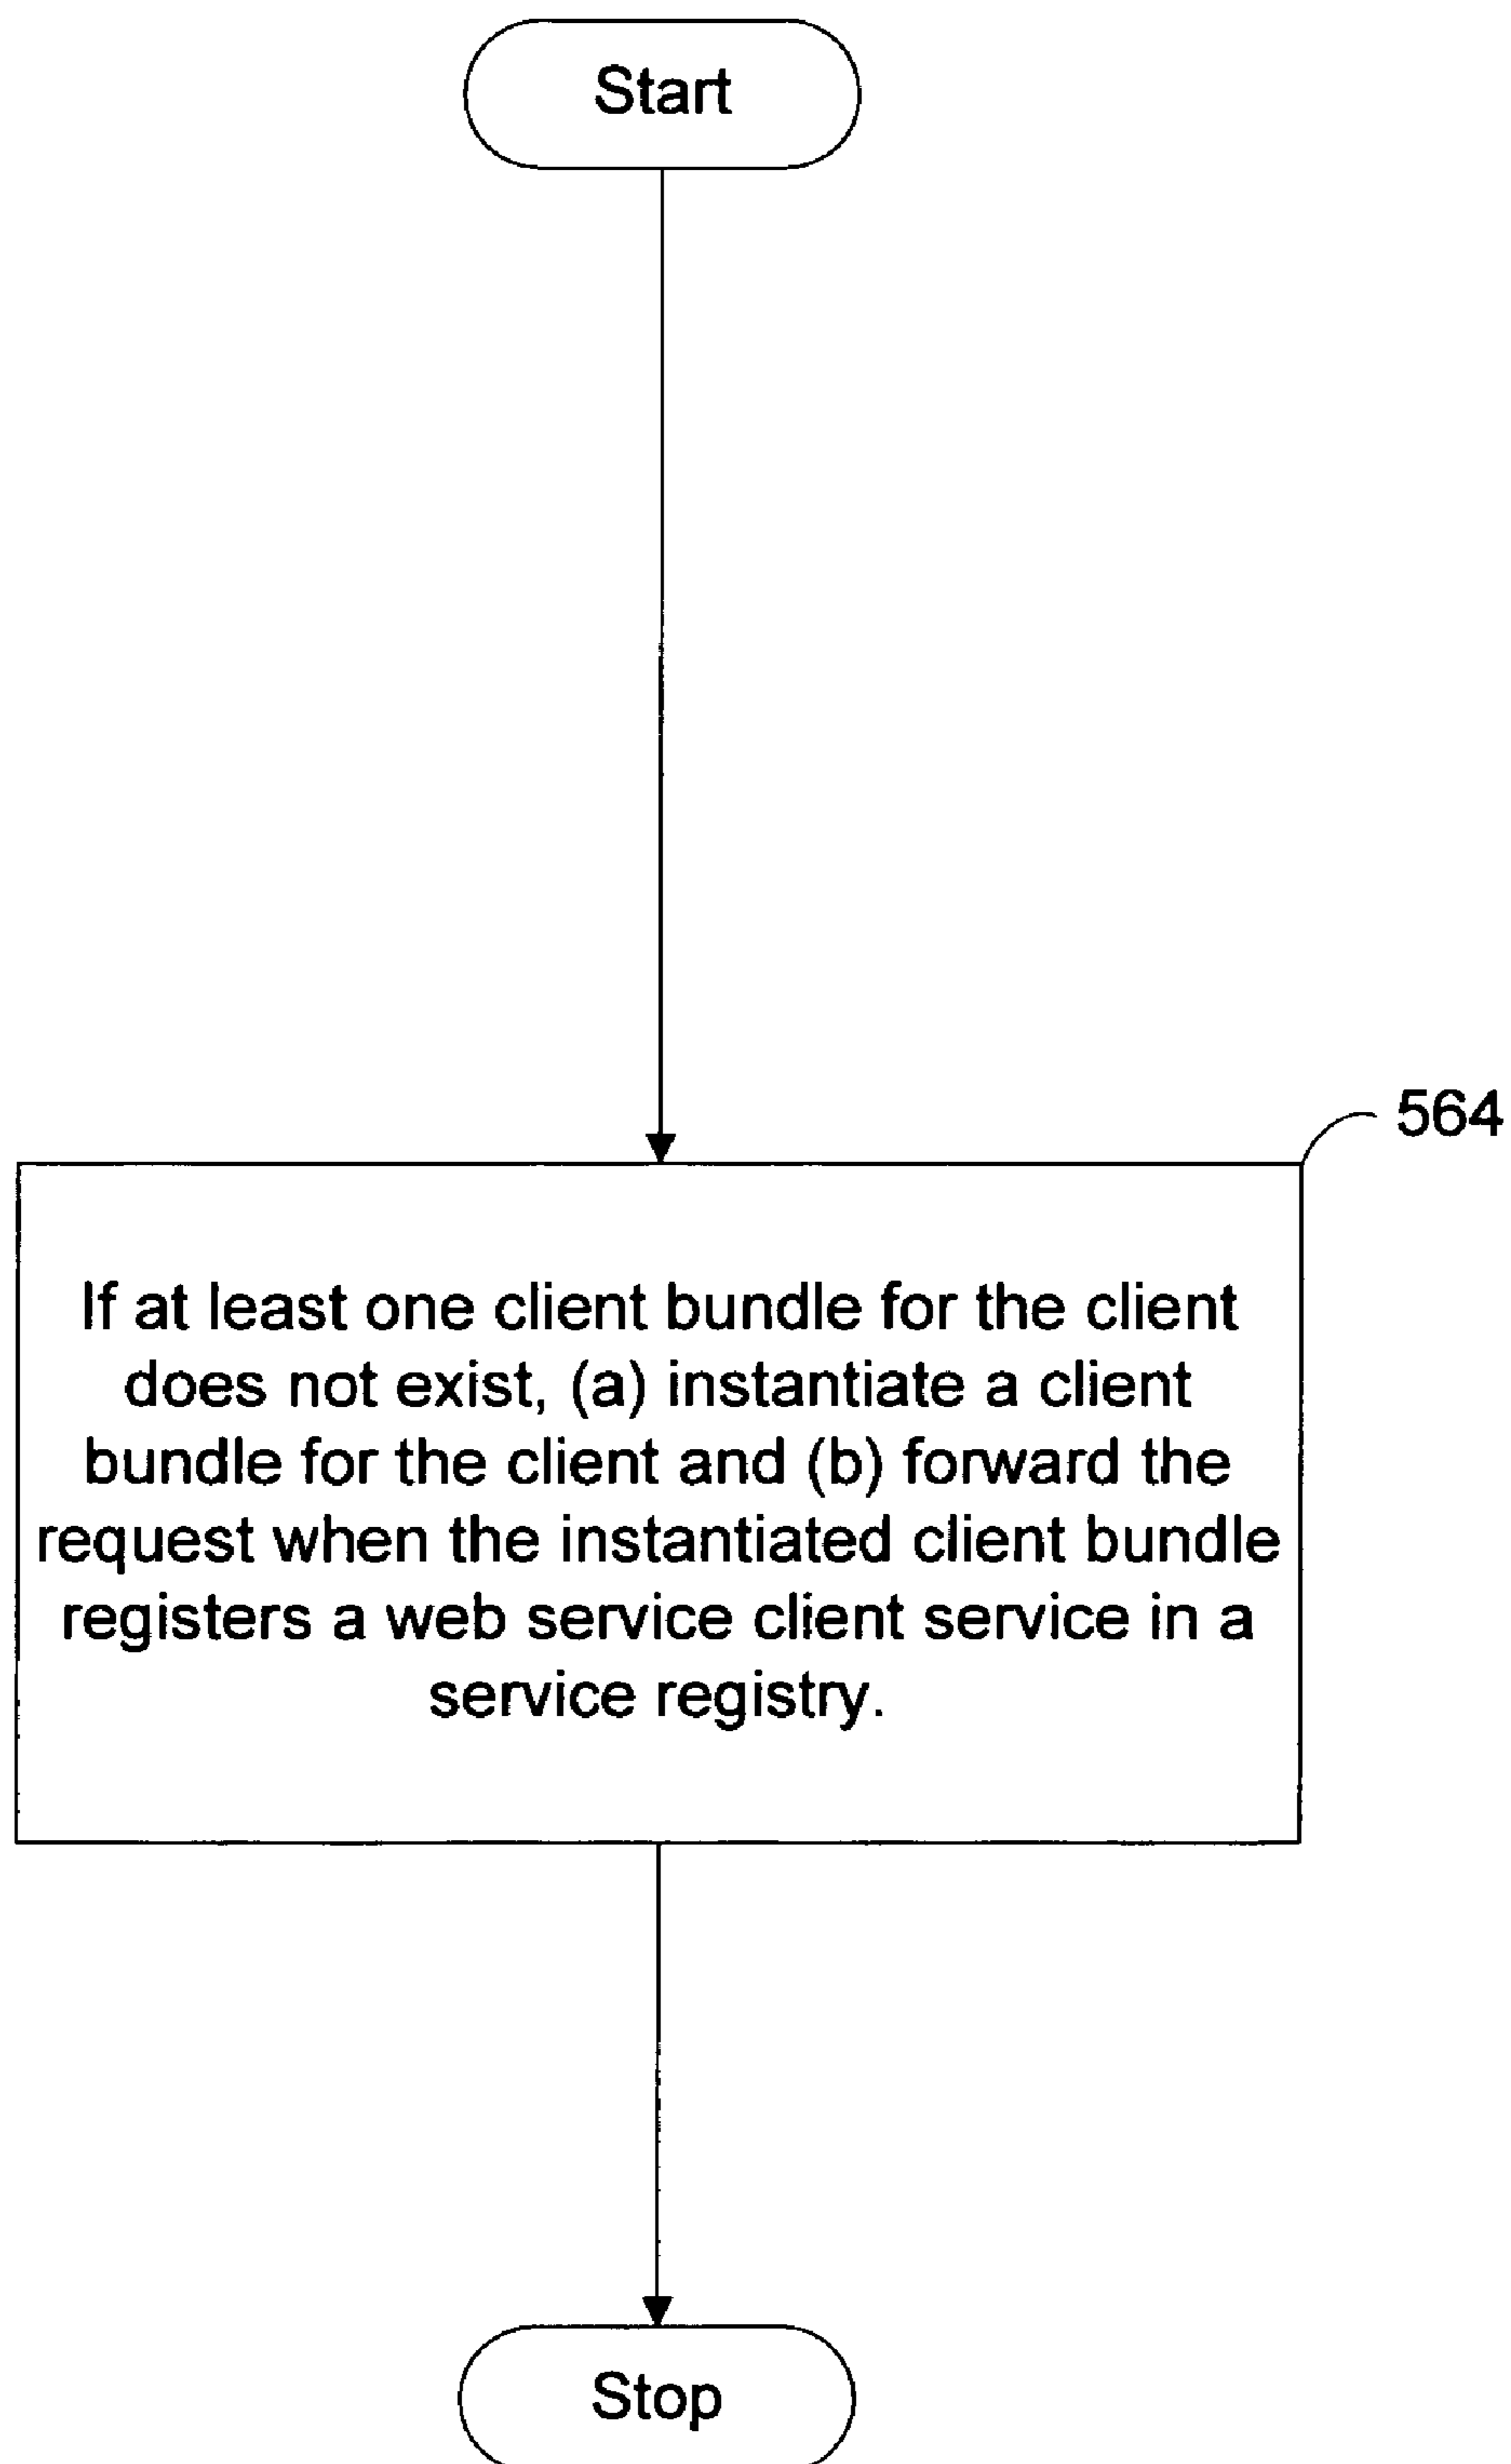 Start
564
If at least one client bundle for the client
does not exist, (a) instantiate a client
bundle for the client and (b) forward the
request when the instantiated client bundle
registers a web service client service in a
service registry.
Stop